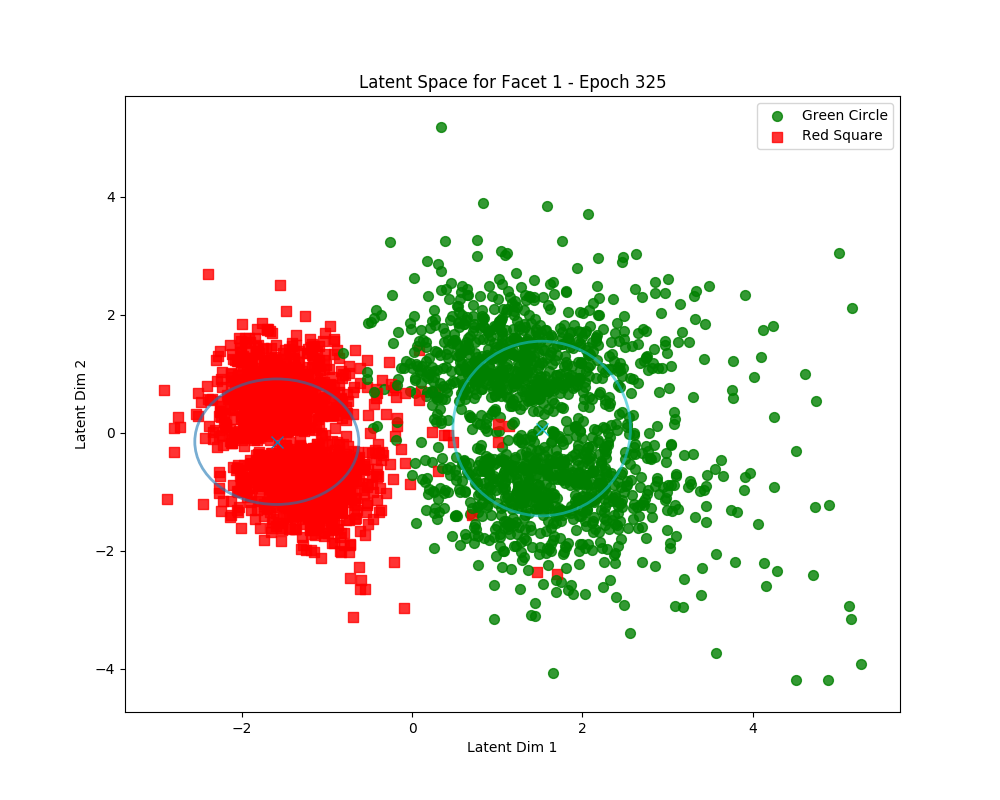 Latent Space for Facet 1 - Epoch 325
Green Circle
Red Square
4
2
0
−2
−4
Latent Dim 2
−2
0
2
4
Latent Dim 1